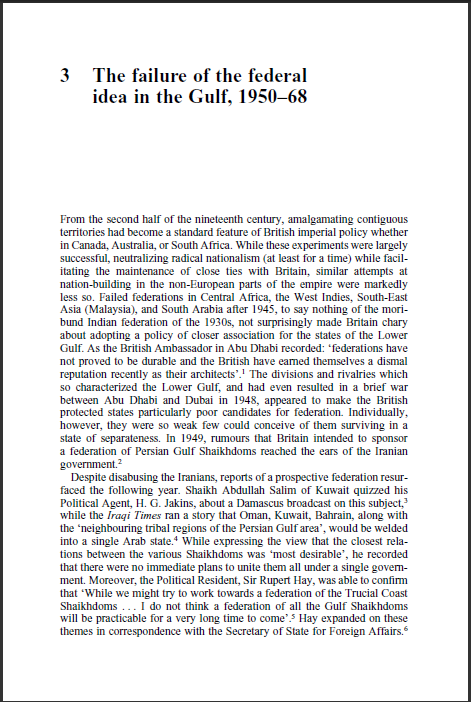 3 The failure of the federal
idea in the Gulf, 1950–68
From the second half of the nineteenth century, amalgamating contiguous
territories had become a standard feature of British imperial policy whether
in Canada, Australia, or South Africa. While these experiments were largely
successful, neutralizing radical nationalism (at least for a time) while facil-
itating the maintenance of close ties with Britain, similar attempts at
nation-building in the non-European parts of the empire were markedly
less so. Failed federations in Central Africa, the West Indies, South-East
Asia (Malaysia), and South Arabia after 1945, to say nothing of the mori-
bund Indian federation of the 1930s, not surprisingly made Britain chary
about adopting a policy of closer association for the states of the Lower
Gulf. As the British Ambassador in Abu Dhabi recorded: ‘federations have
not proved to be durable and the British have earned themselves a dismal
reputation recently as their architects’.1 The divisions and rivalries which
so characterized the Lower Gulf, and had even resulted in a brief war
between Abu Dhabi and Dubai in 1948, appeared to make the British
protected states particularly poor candidates for federation. Individually,
however, they were so weak few could conceive of them surviving in a
state of separateness. In 1949, rumours that Britain intended to sponsor
a federation of Persian Gulf Shaikhdoms reached the ears of the Iranian
government.2
Despite disabusing the Iranians, reports of a prospective federation resur-
faced the following year. Shaikh Abdullah Salim of Kuwait quizzed his
Political Agent, H. G. Jakins, about a Damascus broadcast on this subject,3
while the Iraqi Times ran a story that Oman, Kuwait, Bahrain, along with
the ‘neighbouring tribal regions of the Persian Gulf area’, would be welded
into a single Arab state.4 While expressing the view that the closest rela-
tions between the various Shaikhdoms was ‘most desirable’, he recorded
that there were no immediate plans to unite them all under a single govern-
ment. Moreover, the Political Resident, Sir Rupert Hay, was able to confirm
that ‘While we might try to work towards a federation of the Trucial Coast
Shaikhdoms . . . I do not think a federation of all the Gulf Shaikhdoms
will be practicable for a very long time to come’.5 Hay expanded on these
themes in correspondence with the Secretary of State for Foreign Affairs.6